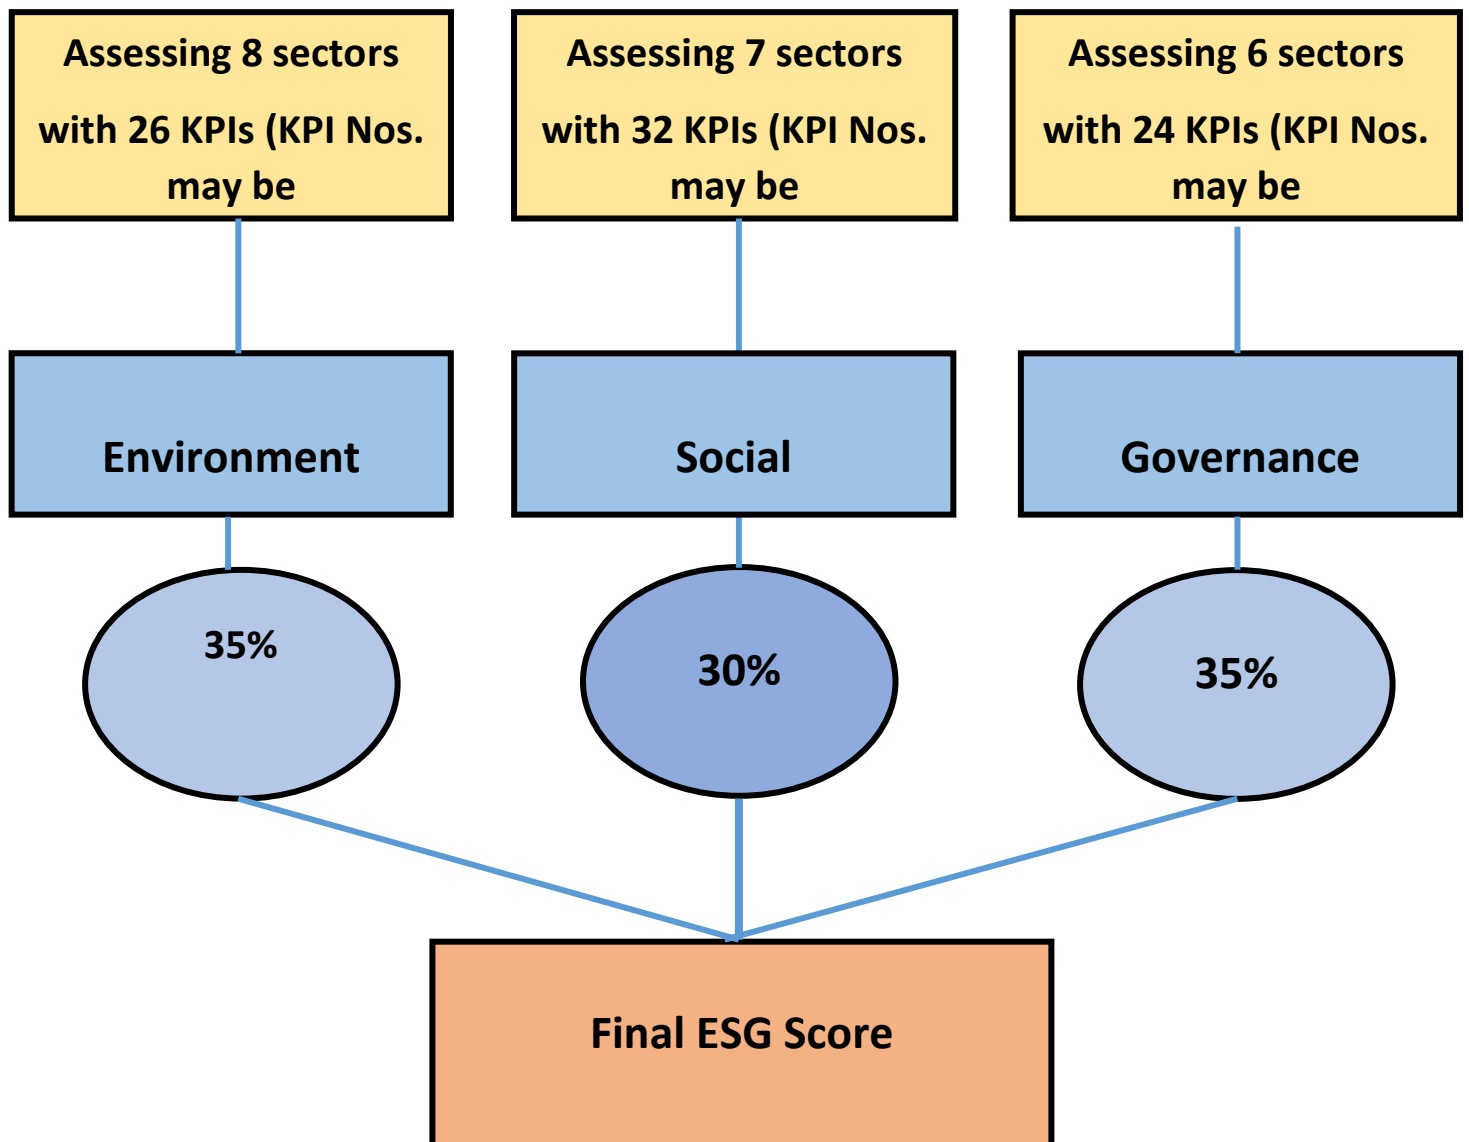 Assessing 8 sectors
with 26 KPIs (KPI Nos.
may be
Assessing 7 sectors
with 32 KPIs (KPI Nos.
may be
Assessing 6 sectors
with 24 KPIs (KPI Nos.
may be
Environment
Social
Governance
35%
30%
35%
Final ESG Score